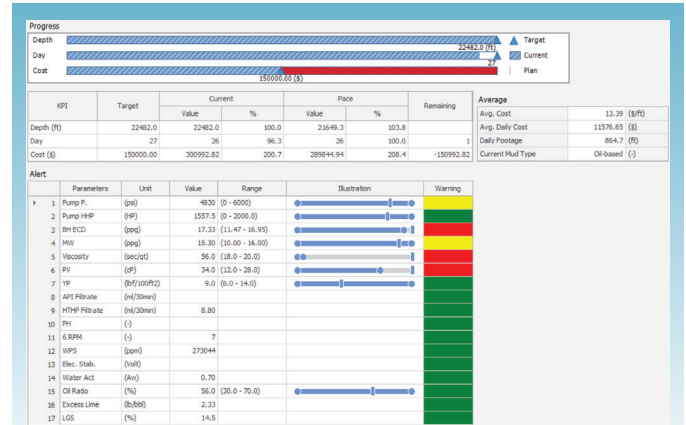 Progress
Depth
22482.0 (ft)
Target
Day
27
Current
Cost
150000.00 ($)
Plan
KPI Target Current Pace Remaining
Value % Value %
Depth (ft) 22482.0 22482.0 100.0 21649.3 103.8
Day 27 26 96.3 26 100.0 1
Cost ($) 150000.00 300992.82 200.7 289844.94 208.4 -150992.82
Average
Avg. Cost 13.39 ($/ft)
Avg. Daily Cost 11576.65 ($)
Daily Footage 864.7 (ft)
Current Mud Type Oil-based (-)
Alert
Parameters Unit Value Range Illustration Warning
1 Pump P. (psi) 4830 (0 - 6000)
2 Pump HHP (HP) 1557.5 (0 - 2000.0)
3 BH ECD (ppg) 17.33 (11.47 - 16.95)
4 MW (ppg) 15.30 (10.00 - 16.00)
5 Viscosity (sec/qt) 56.0 (18.0 - 20.0)
6 PV (cP) 34.0 (12.0 - 28.0)
7 YP (lbf/100ft2) 9.0 (6.0 - 14.0)
8 API Filtrate (ml/30min)
9 HTHP Filtrate (ml/30min) 8.80
10 PH (-)
11 6 RPM (-) 7
12 WPS (ppm) 273044
13 Elec. Stab. (Volt)
14 Water Act (Aw) 0.70
15 Oil Ratio (%) 56.0 (30.0 - 70.0)
16 Excess Lime (lb/bbl) 2.33
17 LGS (%) 14.5